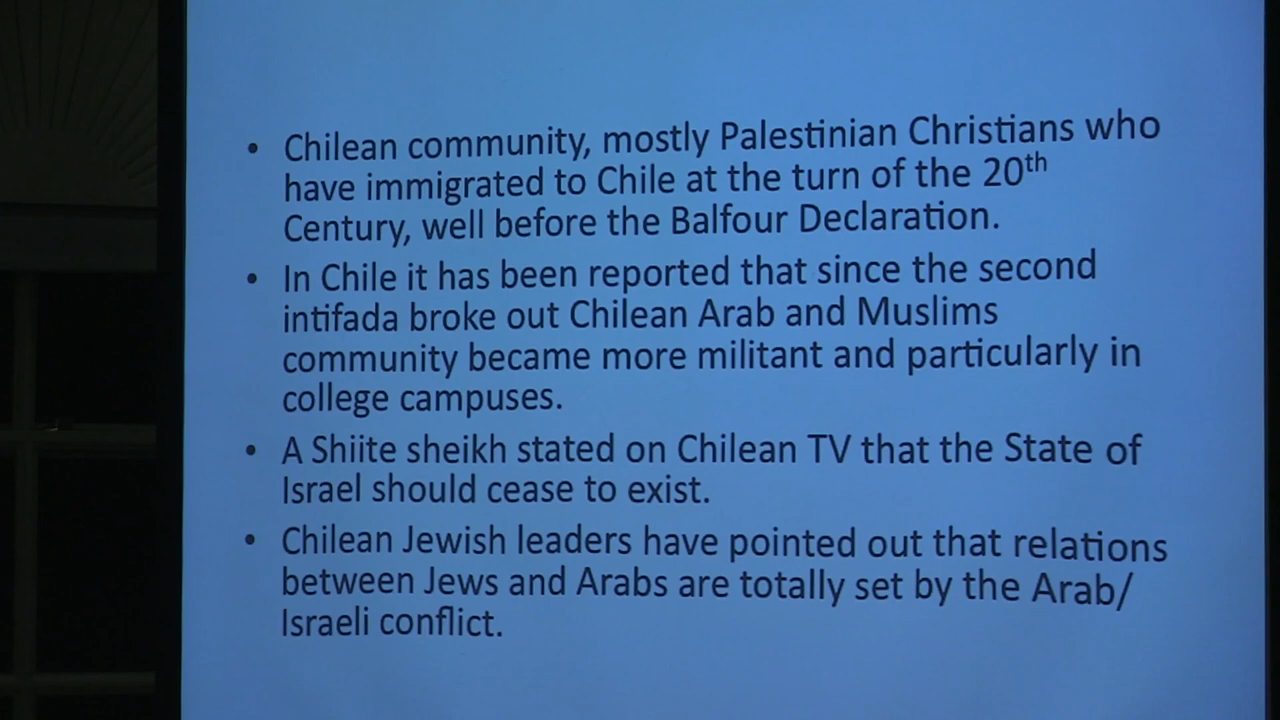 • Chilean community, mostly Palestinian Christians who
have immigrated to Chile at the turn of the 20th
Century, well before the Balfour Declaration.
• In Chile it has been reported that since the second
intifada broke out Chilean Arab and Muslims
community became more militant and particularly in
college campuses.
• A Shiite sheikh stated on Chilean TV that the State of
Israel should cease to exist.
• Chilean Jewish leaders have pointed out that relations
between Jews and Arabs are totally set by the Arab/
Israeli conflict.